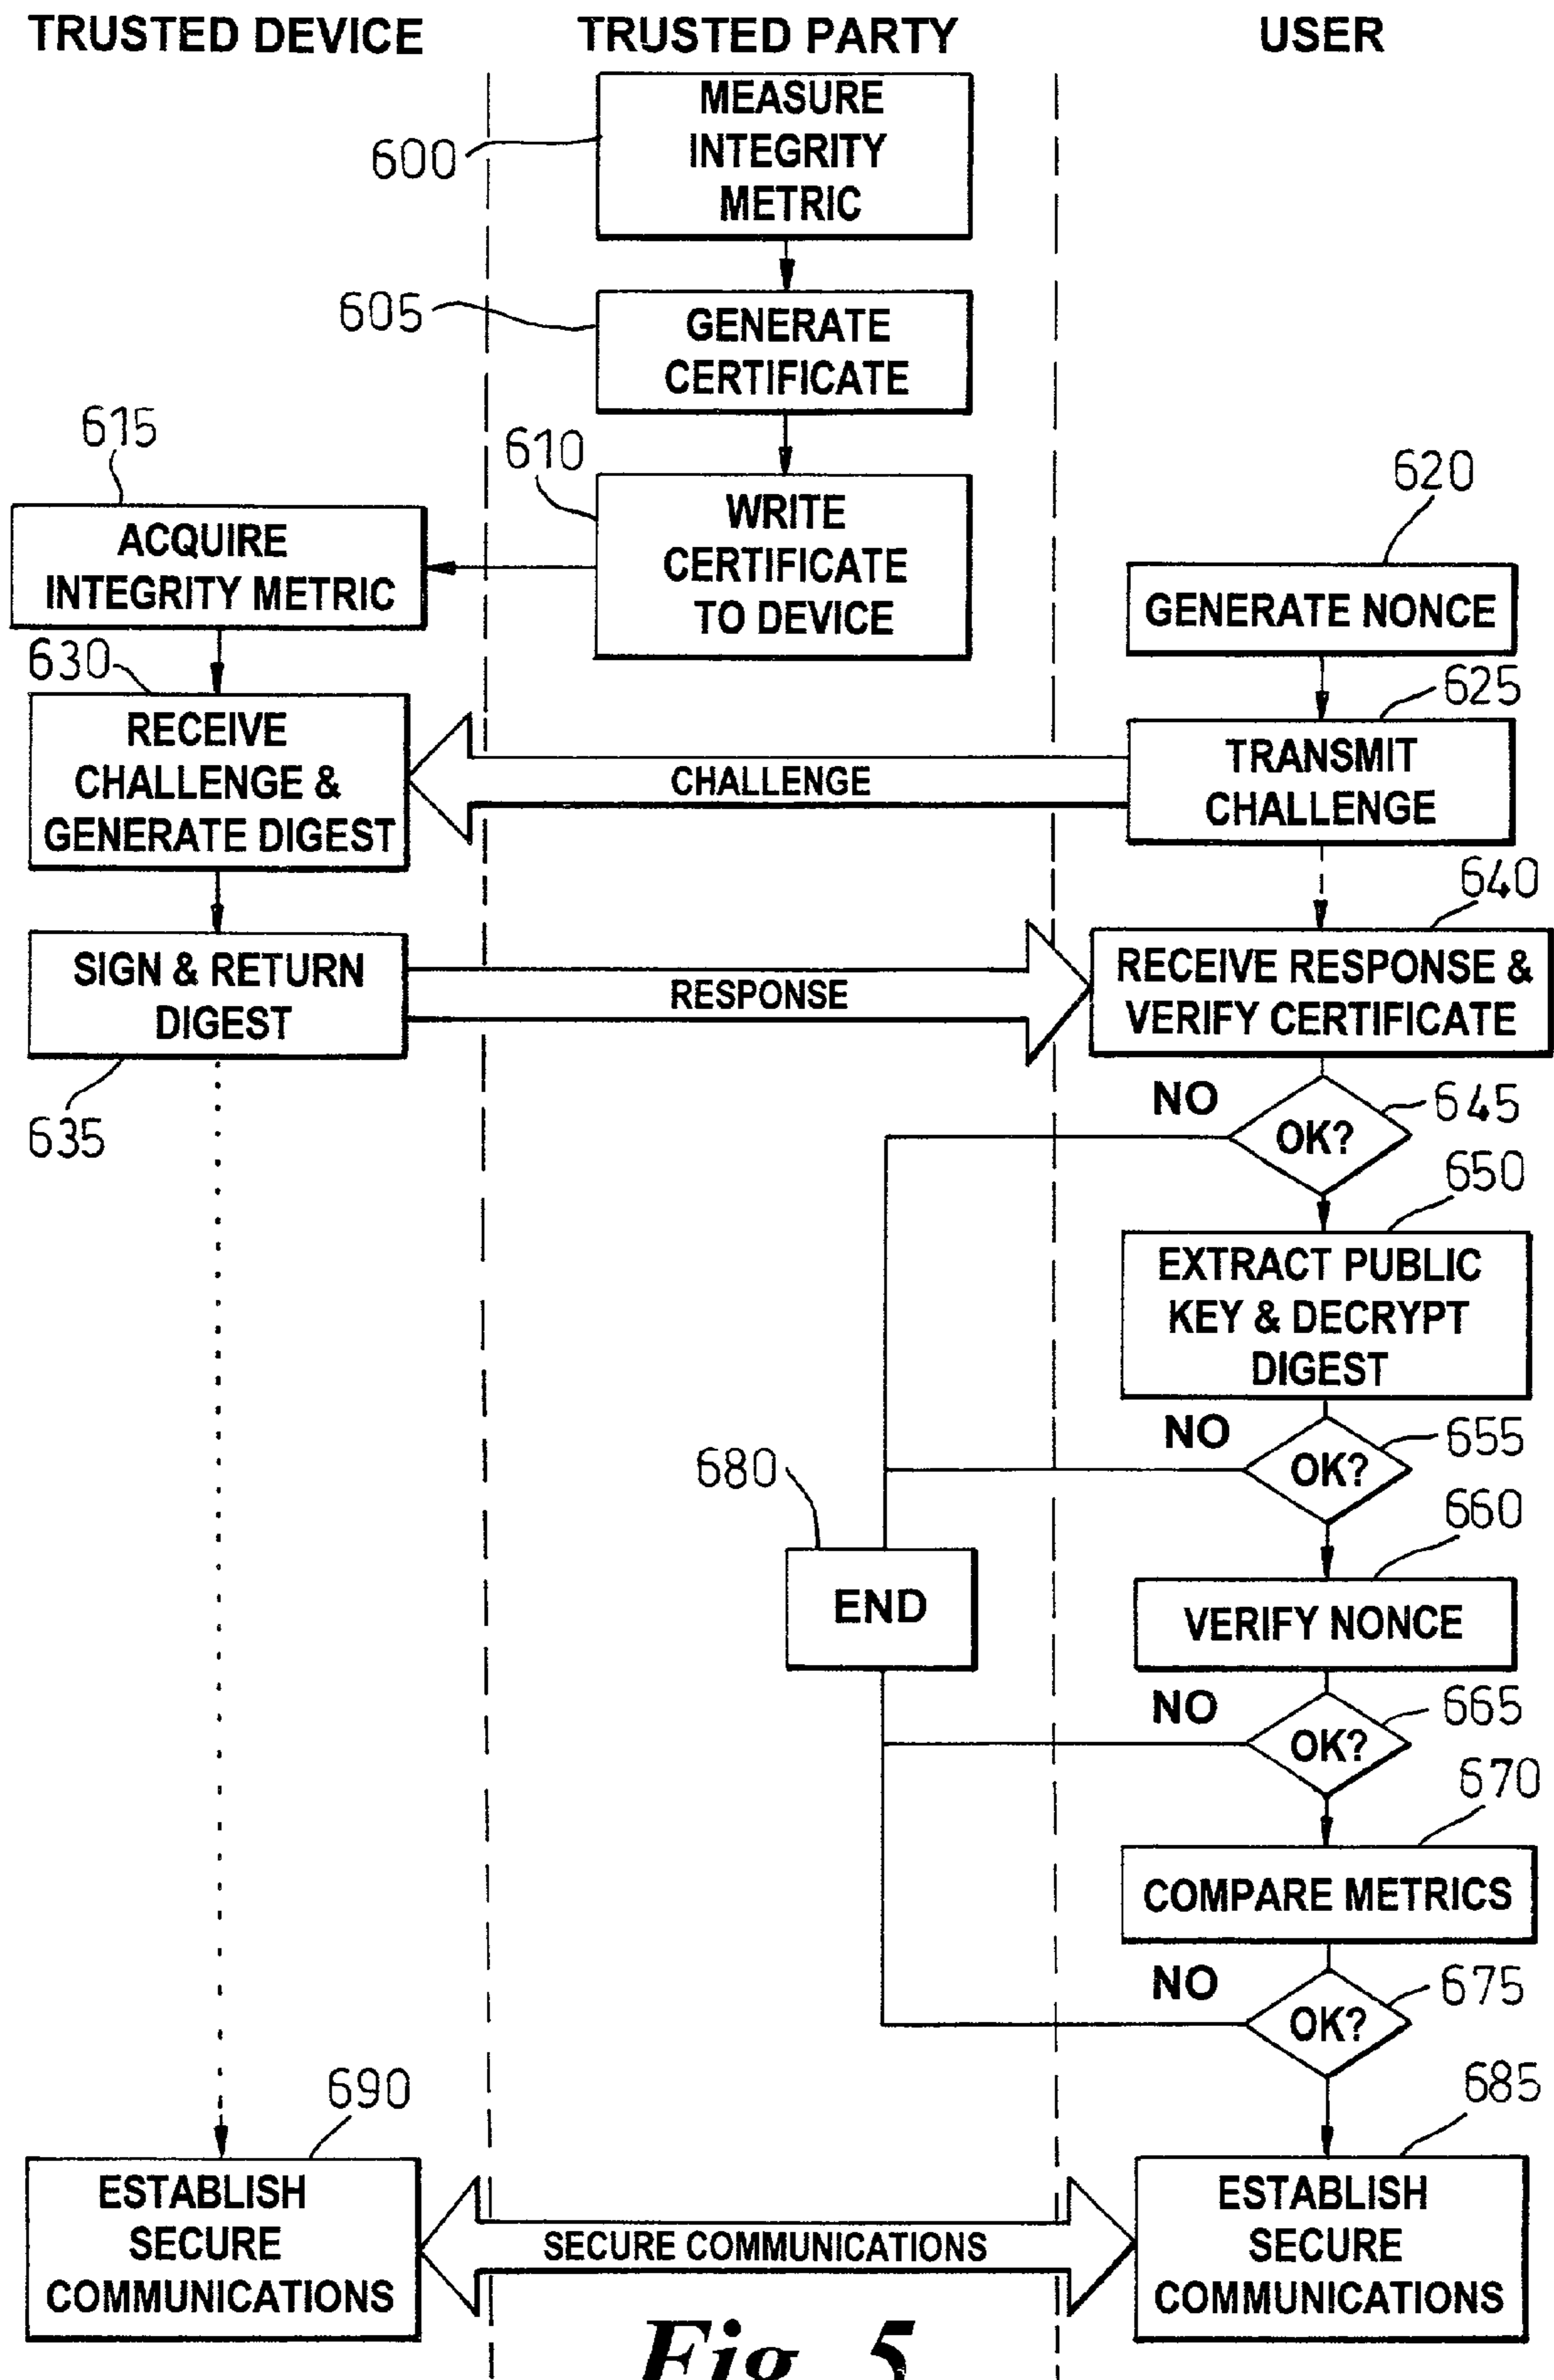 TRUSTED DEVICE
TRUSTED PARTY
USER
600
MEASURE
INTEGRITY
METRIC
605
GENERATE
CERTIFICATE
610
WRITE
CERTIFICATE
TO DEVICE
615
ACQUIRE
INTEGRITY METRIC
620
GENERATE NONCE
625
TRANSMIT
CHALLENGE
CHALLENGE
630
RECEIVE
CHALLENGE &
GENERATE DIGEST
SIGN & RETURN
DIGEST
635
RESPONSE
640
RECEIVE RESPONSE &
VERIFY CERTIFICATE
NO
OK?
645
650
EXTRACT PUBLIC
KEY & DECRYPT
DIGEST
NO
OK?
655
680
END
660
VERIFY NONCE
NO
OK?
665
670
COMPARE METRICS
NO
OK?
675
690
ESTABLISH
SECURE
COMMUNICATIONS
SECURE COMMUNICATIONS
685
ESTABLISH
SECURE
COMMUNICATIONS
Fig. 5